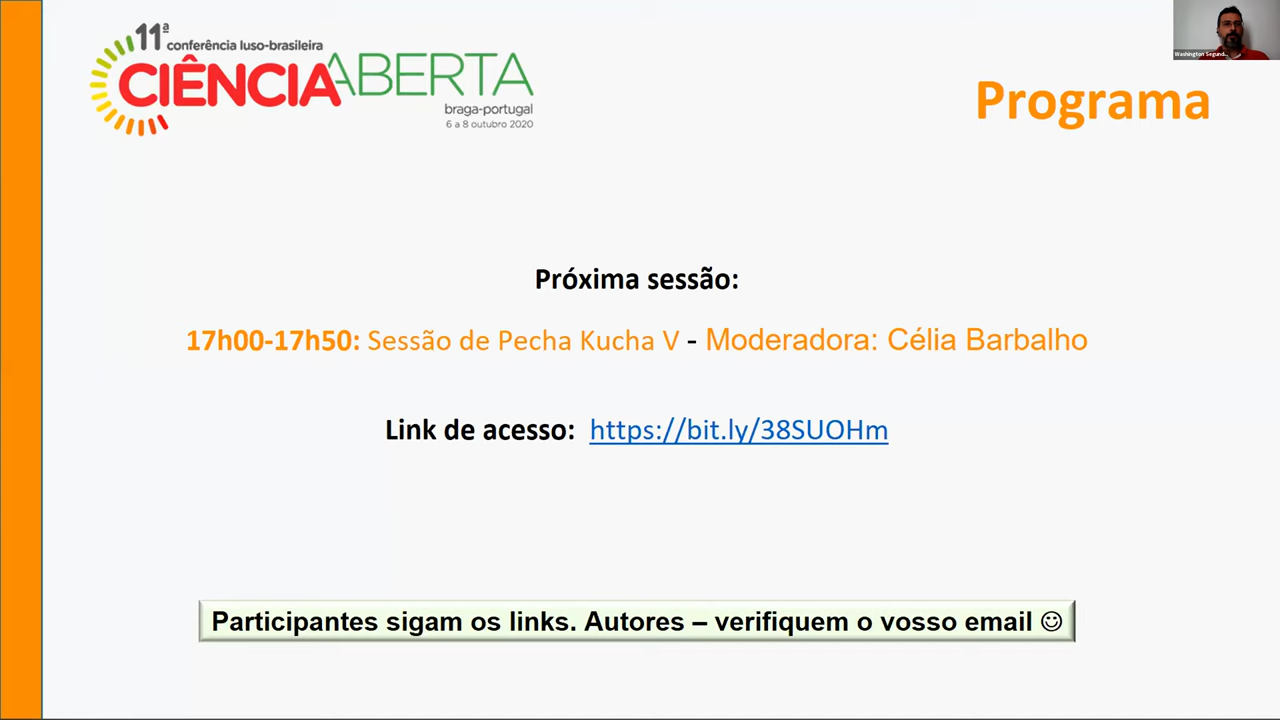 11ª conferência luso-brasileira
CIÊNCIAABERTA
braga-portugal
6 a 8 outubro 2020
Washington Segund...
Programa
Próxima sessão:
17h00-17h50: Sessão de Pecha Kucha V - Moderadora: Célia Barbalho
Link de acesso: https://bit.ly/38SUOHm
Participantes sigam os links. Autores – verifiquem o vosso email ☺